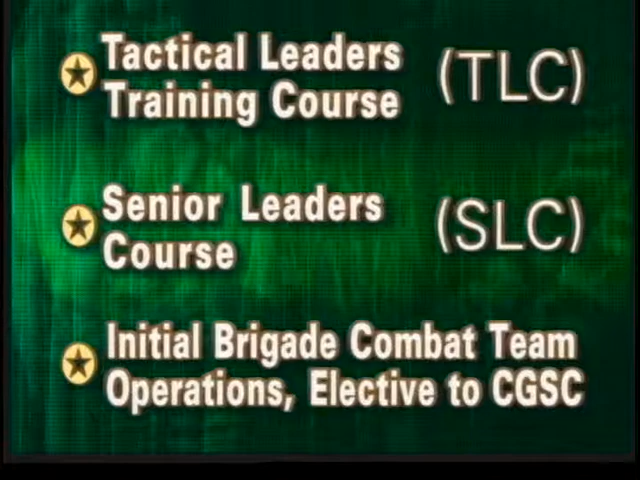 Tactical Leaders
Training Course (TLC)
Senior Leaders
Course (SLC)
Initial Brigade Combat Team
Operations, Elective to CGSC